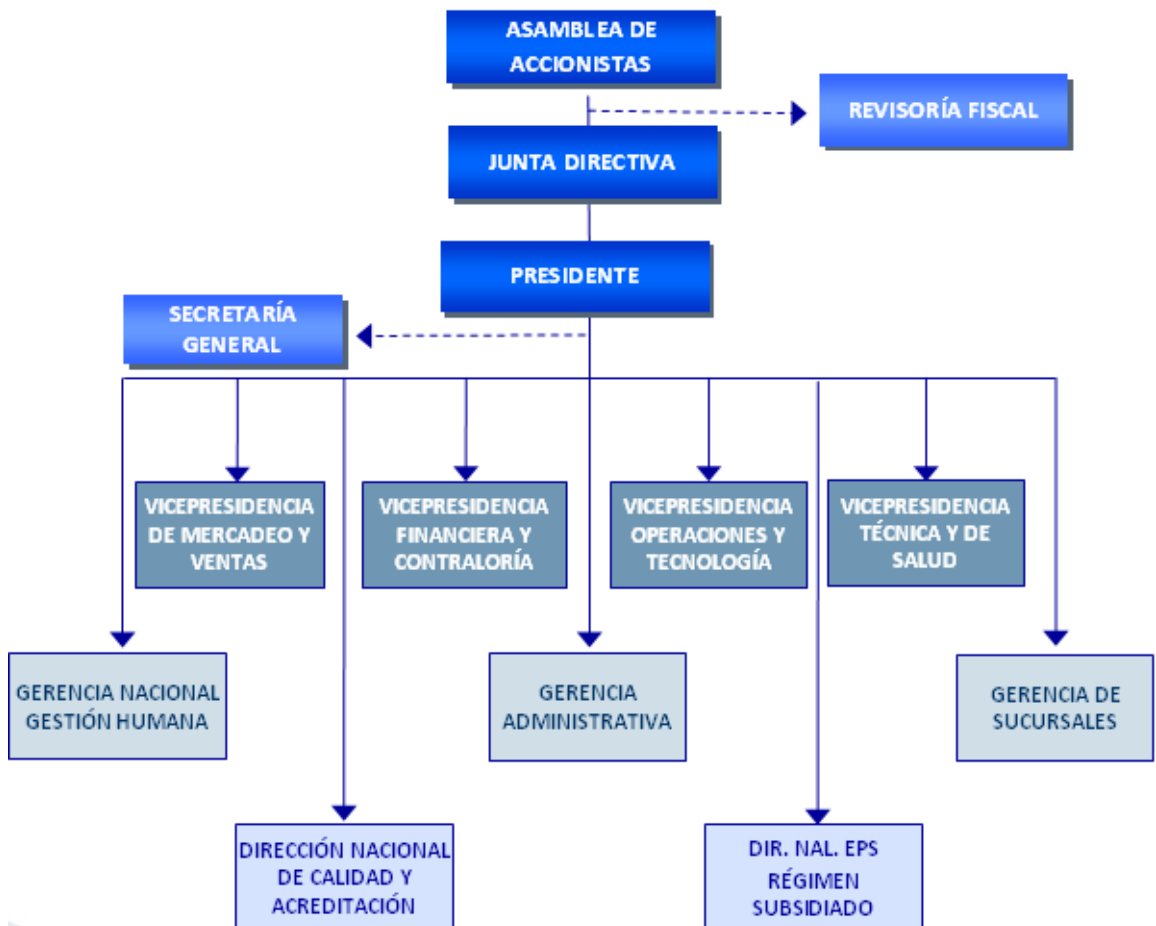 ASAMBLEA DE
ACCIONISTAS
REVISORÍA FISCAL
JUNTA DIRECTIVA
PRESIDENTE
SECRETARÍA
GENERAL
VICEPRESIDENCIA
DE MERCADEO Y
VENTAS
VICEPRESIDENCIA
FINANCIERA Y
CONTRALORÍA
VICEPRESIDENCIA
OPERACIONES Y
TECNOLOGÍA
VICEPRESIDENCIA
TÉCNICA Y DE
SALUD
GERENCIA NACIONAL
GESTIÓN HUMANA
GERENCIA
ADMINISTRATIVA
GERENCIA DE
SUCURSALES
DIRECCIÓN NACIONAL
DE CALIDAD Y
ACREDITACIÓN
DIR. NAL. EPS
RÉGIMEN
SUBSIDIADO